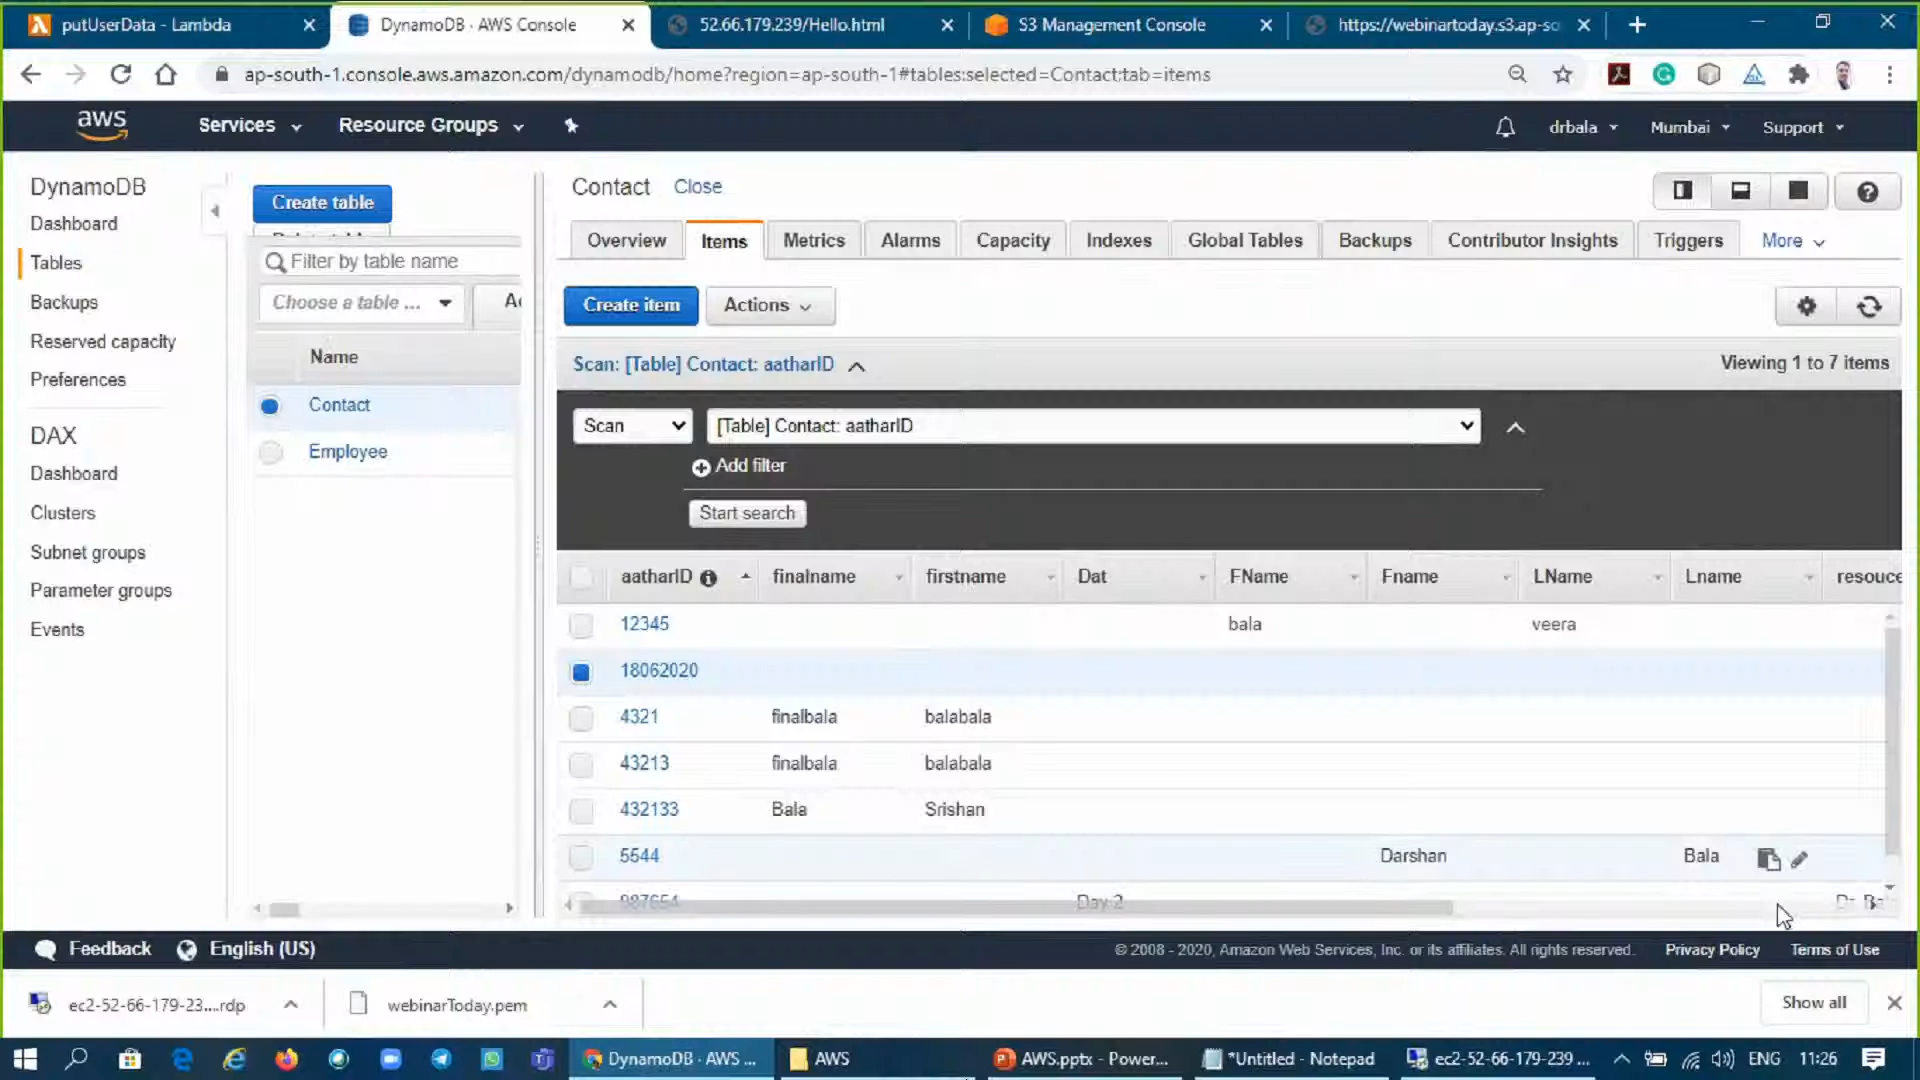 putUserData - Lambda
DynamoDB · AWS Console
52.66.179.239/Hello.html
S3 Management Console
https://webinartoday.s3.ap-so
ap-south-1.console.aws.amazon.com/dynamodb/home?region=ap-south-1#tables:selected=Contact;tab=items
aws Services Resource Groups drbala Mumbai Support
DynamoDB
Dashboard
Tables
Backups
Reserved capacity
Preferences
DAX
Dashboard
Clusters
Subnet groups
Parameter groups
Events
Create table
Filter by table name
Choose a table ...
Name
Contact
Employee
Contact Close
Overview Items Metrics Alarms Capacity Indexes Global Tables Backups Contributor Insights Triggers More
Create item Actions
Scan: [Table] Contact: aatharID Viewing 1 to 7 items
Scan [Table] Contact: aatharID
Add filter
Start search
aatharID finalname firstname Dat FName Fname LName Lname resouce
12345 bala veera
18062020
4321 finalbala balabala
43213 finalbala balabala
432133 Bala Srishan
5544 Darshan Bala
987654 Day 2
Feedback English (US) © 2008 - 2020, Amazon Web Services, Inc. or its affiliates. All rights reserved. Privacy Policy Terms of Use
ec2-52-66-179-23....rdp webinarToday.pem Show all
DynamoDB · AWS ... AWS AWS.pptx - Power... *Untitled - Notepad ec2-52-66-179-239 ... ENG 11:26